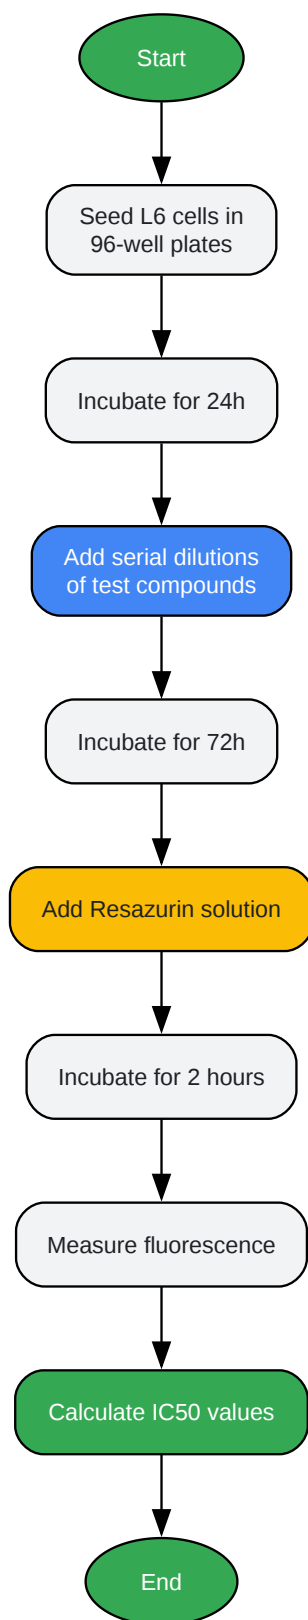 Start
Seed L6 cells in
96-well plates
Incubate for 24h
Add serial dilutions
of test compounds
Incubate for 72h
Add Resazurin solution
Incubate for 2 hours
Measure fluorescence
Calculate IC50 values
End